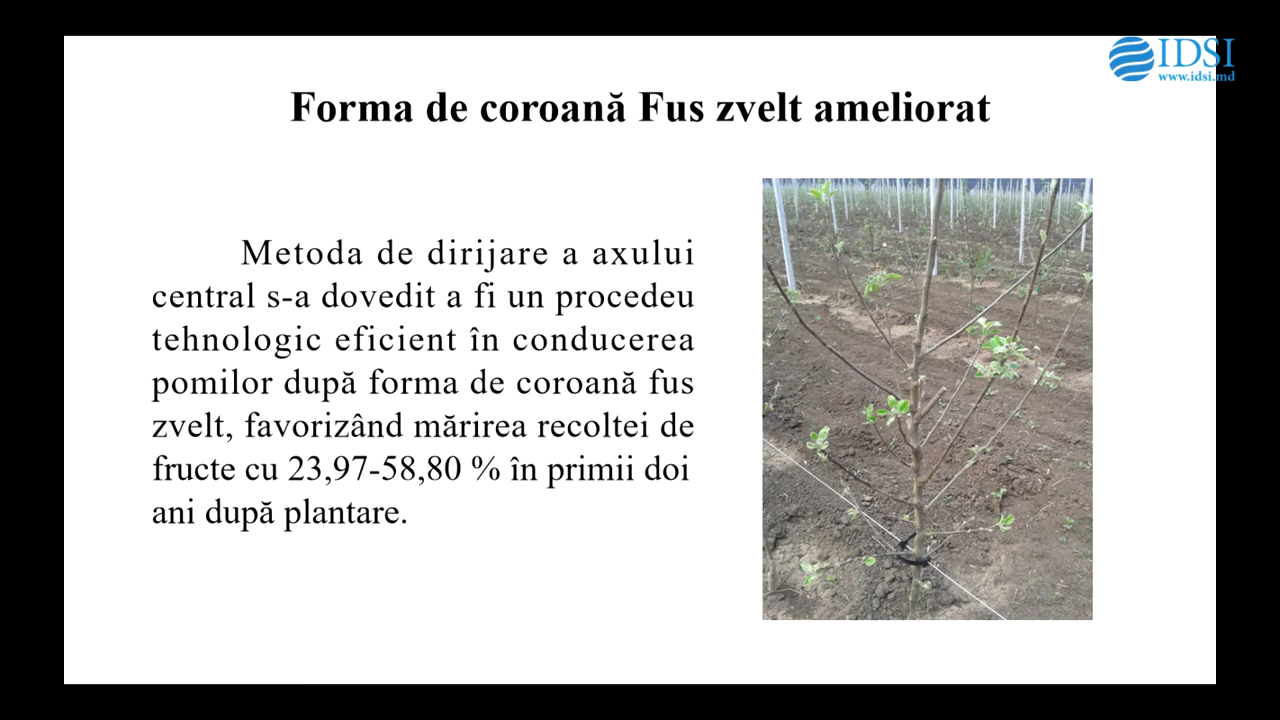 IDSI
www.idsi.md
Forma de coroană Fus zvelt ameliorat
Metoda de dirijare a axului
central s-a dovedit a fi un procedeu
tehnologic eficient în conducerea
pomilor după forma de coroană fus
zvelt, favorizând mărirea recoltei de
fructe cu 23,97-58,80 % în primii doi
ani după plantare.